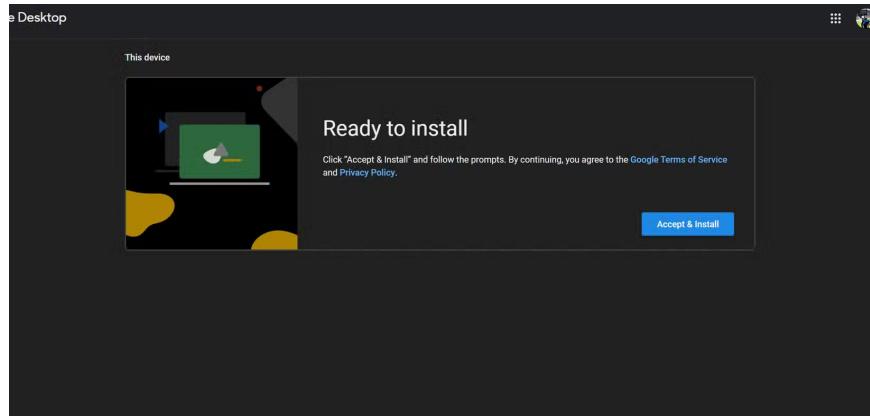 e Desktop
This device
Ready to install
Click "Accept & Install" and follow the prompts. By continuing, you agree to the Google Terms of Service
and Privacy Policy.
Accept & Install